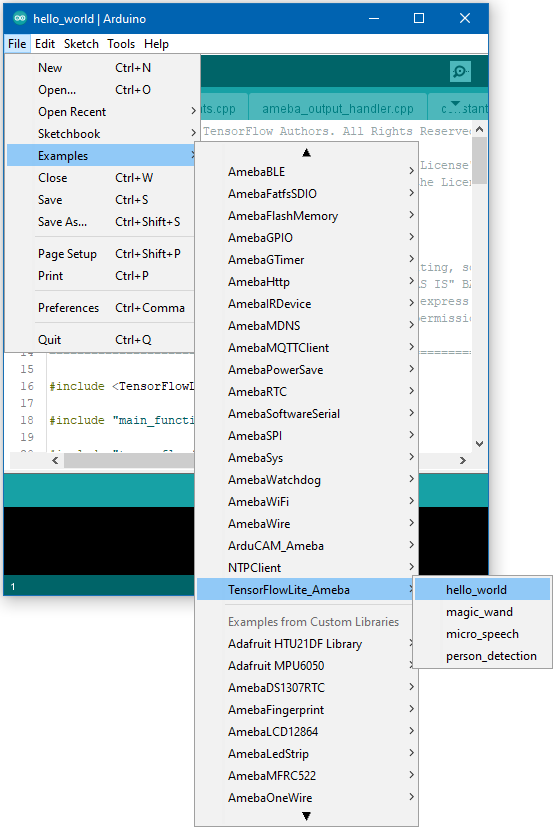 hello_world | Arduino
File Edit Sketch Tools Help
New Ctrl+N
Open... Ctrl+O
Open Recent
Sketchbook
Examples
Close Ctrl+W
Save Ctrl+S
Save As... Ctrl+Shift+S
Page Setup Ctrl+Shift+P
Print Ctrl+P
Preferences Ctrl+Comma
Quit Ctrl+Q
ts.cpp ameba_output_handler.cpp constant
TensorFlow Authors. All Rights Reserved
License"
he Licen
ting, so
S IS" BA
express
permissio
14
15
16 #include <TensorFlowL
17
18 #include "main_functi
19
1
AmebaBLE
AmebaFatfsSDIO
AmebaFlashMemory
AmebaGPIO
AmebaGTimer
AmebaHttp
AmebaIRDevice
AmebaMDNS
AmebaMQTTClient
AmebaPowerSave
AmebaRTC
AmebaSoftwareSerial
AmebaSPI
AmebaSys
AmebaWatchdog
AmebaWiFi
AmebaWire
ArduCAM_Ameba
NTPClient
TensorFlowLite_Ameba
Examples from Custom Libraries
Adafruit HTU21DF Library
Adafruit MPU6050
AmebaDS1307RTC
AmebaFingerprint
AmebaLCD12864
AmebaLedStrip
AmebaMFRC522
AmebaOneWire
hello_world
magic_wand
micro_speech
person_detection